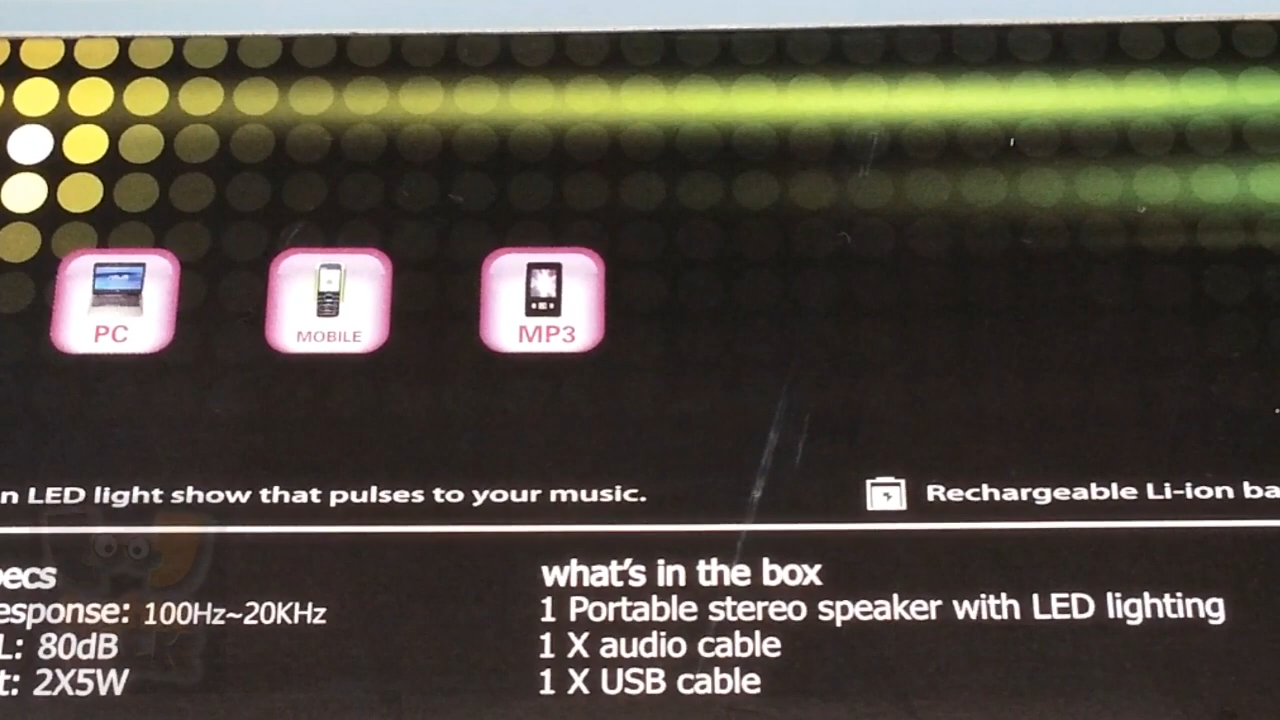 PC
MOBILE
MP3
n LED light show that pulses to your music.
Rechargeable Li-ion ba
ecs
what's in the box
esponse: 100Hz~20KHz
1 Portable stereo speaker with LED lighting
L: 80dB
1 X audio cable
t: 2X5W
1 X USB cable